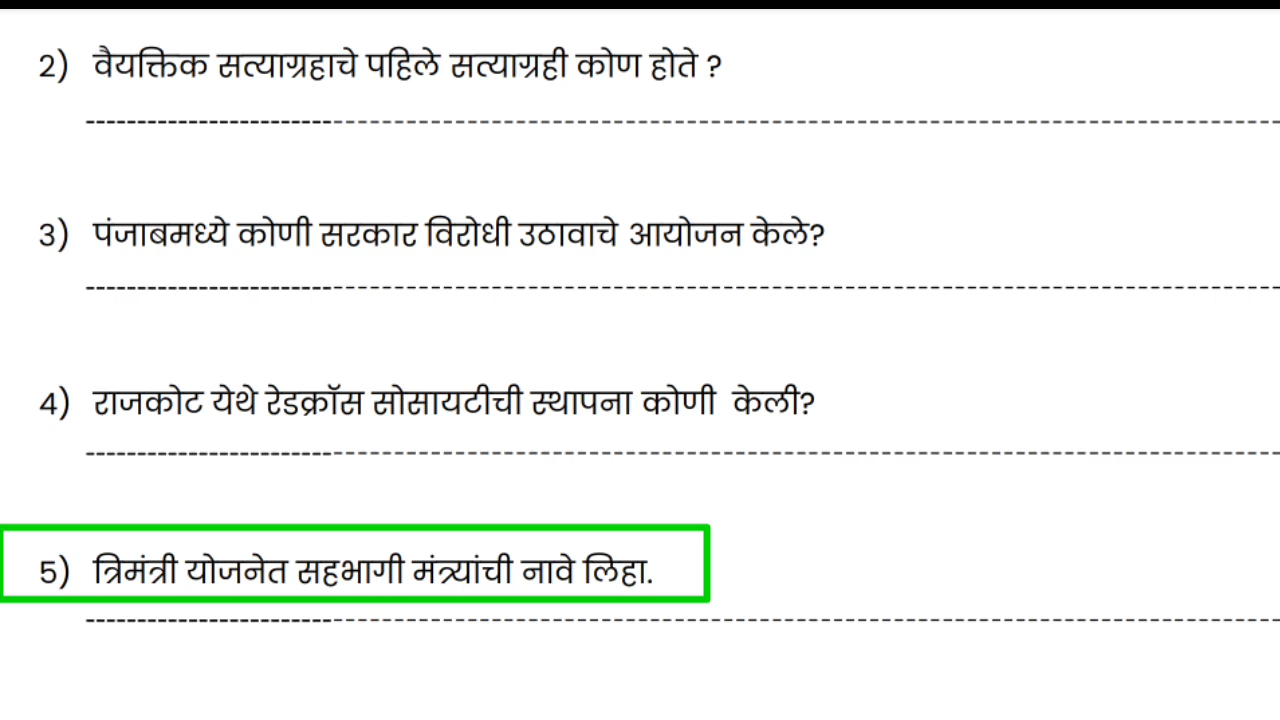 2) वैयक्तिक सत्याग्रहाचे पहिले सत्याग्रही कोण होते ?
3) पंजाबमध्ये कोणी सरकार विरोधी उठावाचे आयोजन केले?
4) राजकोट येथे रेडक्रॉस सोसायटीची स्थापना कोणी केली?
5) त्रिमंत्री योजनेत सहभागी मंत्र्यांची नावे लिहा.